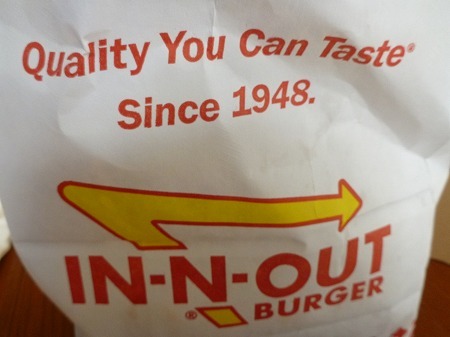 Quality You Can Taste®
Since 1948.
IN-N-OUT
® BURGER